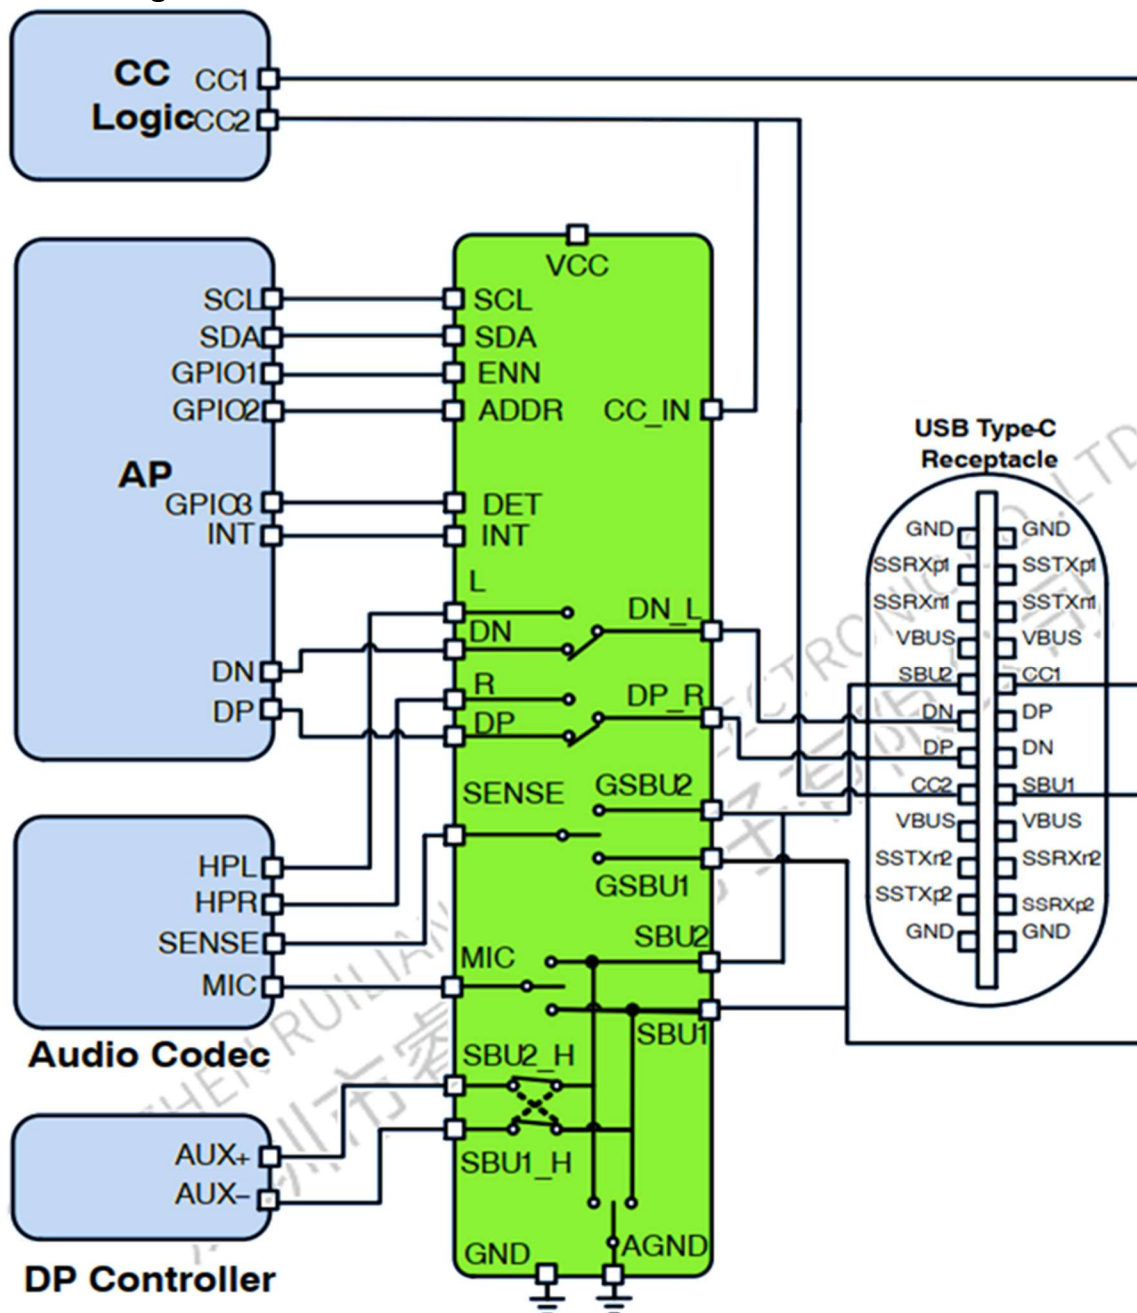 CC
CC1
Logic
CC2
VCC
SCL
SCL
SDA
SDA
GPIO1
ENN
GPIO2
ADDR
CC_IN
AP
GPIO3
DET
INT
INT
L
DN
DN_L
DN
R
DP_R
DP
DP
SENSE
GSBU2
GSBU1
HPL
HPR
SENSE
MIC
Audio Codec
MIC
SBU2
SBU1
SBU2_H
SBU1_H
AUX+
AUX–
DP Controller
GND
AGND
USB Type-C
Receptacle
GND
GND
SSRXp1
SSTXp1
SSRXn1
SSTXn1
VBUS
VBUS
SBU2
CC1
DN
DP
DP
DN
CC2
SBU1
VBUS
VBUS
SSTXn2
SSRXn2
SSTXp2
SSRXp2
GND
GND